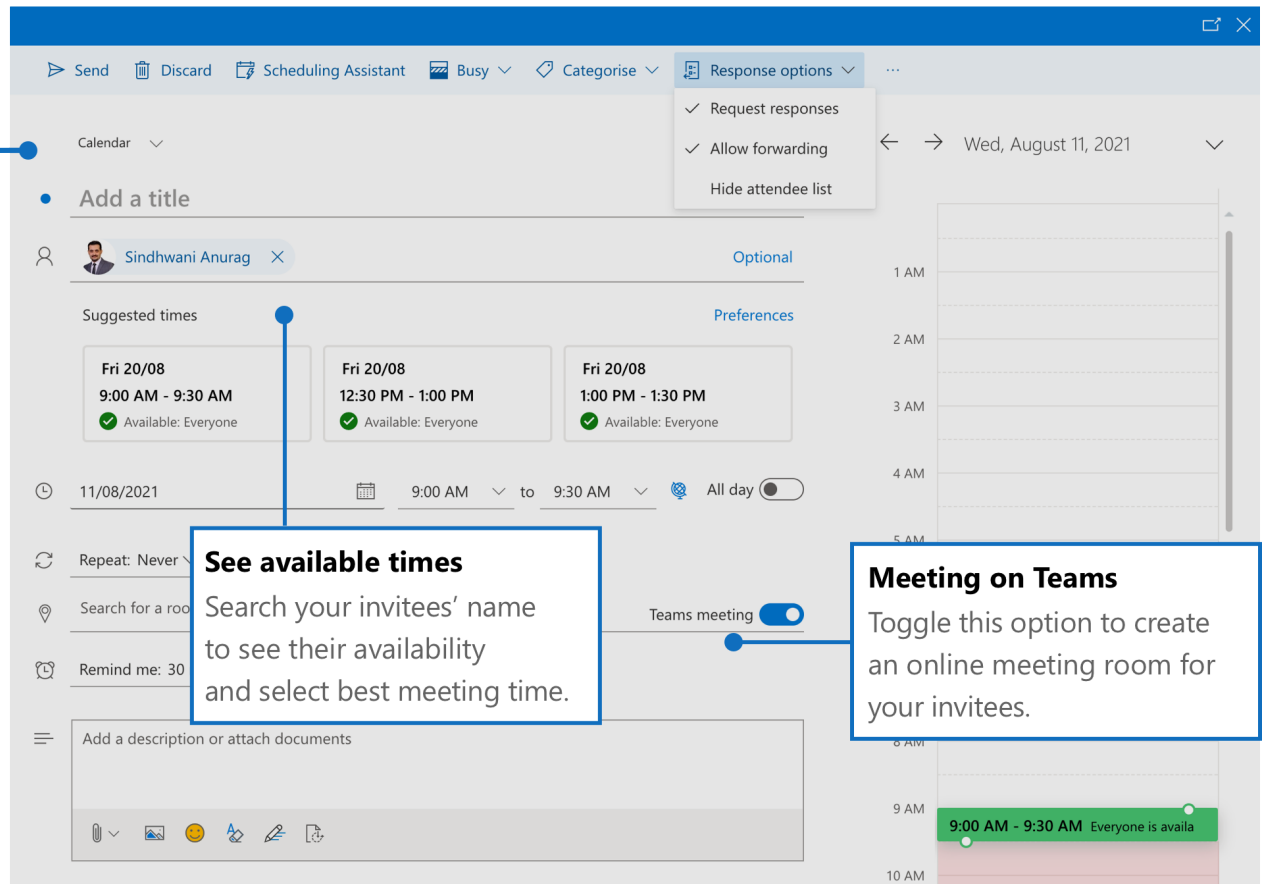 Send Discard Scheduling Assistant Busy Categorise Response options ...
Request responses
Allow forwarding
Hide attendee list
Calendar
Wed, August 11, 2021
Add a title
Sindhwani Anurag
Optional
Suggested times
Preferences
Fri 20/08
9:00 AM - 9:30 AM
Available: Everyone
Fri 20/08
12:30 PM - 1:00 PM
Available: Everyone
Fri 20/08
1:00 PM - 1:30 PM
Available: Everyone
11/08/2021 9:00 AM to 9:30 AM All day
Repeat: Never
Search for a roo
Teams meeting
Remind me: 30
Add a description or attach documents
See available times
Search your invitees’ name
to see their availability
and select best meeting time.
Meeting on Teams
Toggle this option to create
an online meeting room for
your invitees.
1 AM
2 AM
3 AM
4 AM
5 AM
8 AM
9 AM
9:00 AM - 9:30 AM Everyone is availa
10 AM